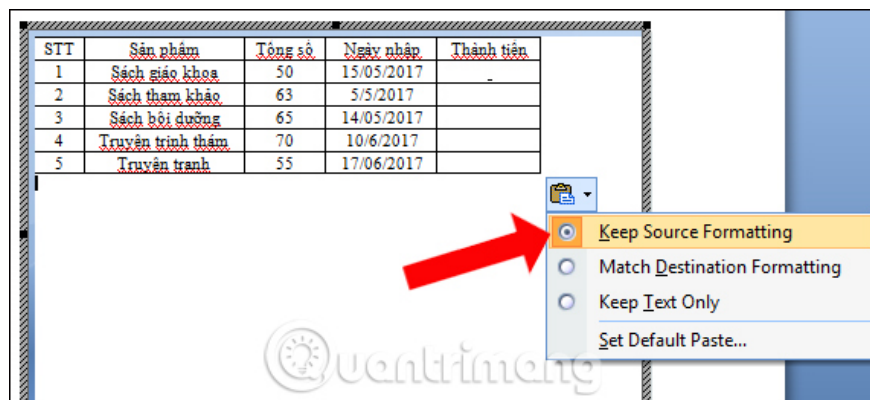 STT Sản phẩm Tổng số Ngày nhập Thành tiền
1 Sách giáo khoa 50 15/05/2017
2 Sách tham khảo 63 5/5/2017
3 Sách bồi dưỡng 65 14/05/2017
4 Truyện trinh thám 70 10/6/2017
5 Truyện tranh 55 17/06/2017
Keep Source Formatting
Match Destination Formatting
Keep Text Only
Set Default Paste...
Quantrimang